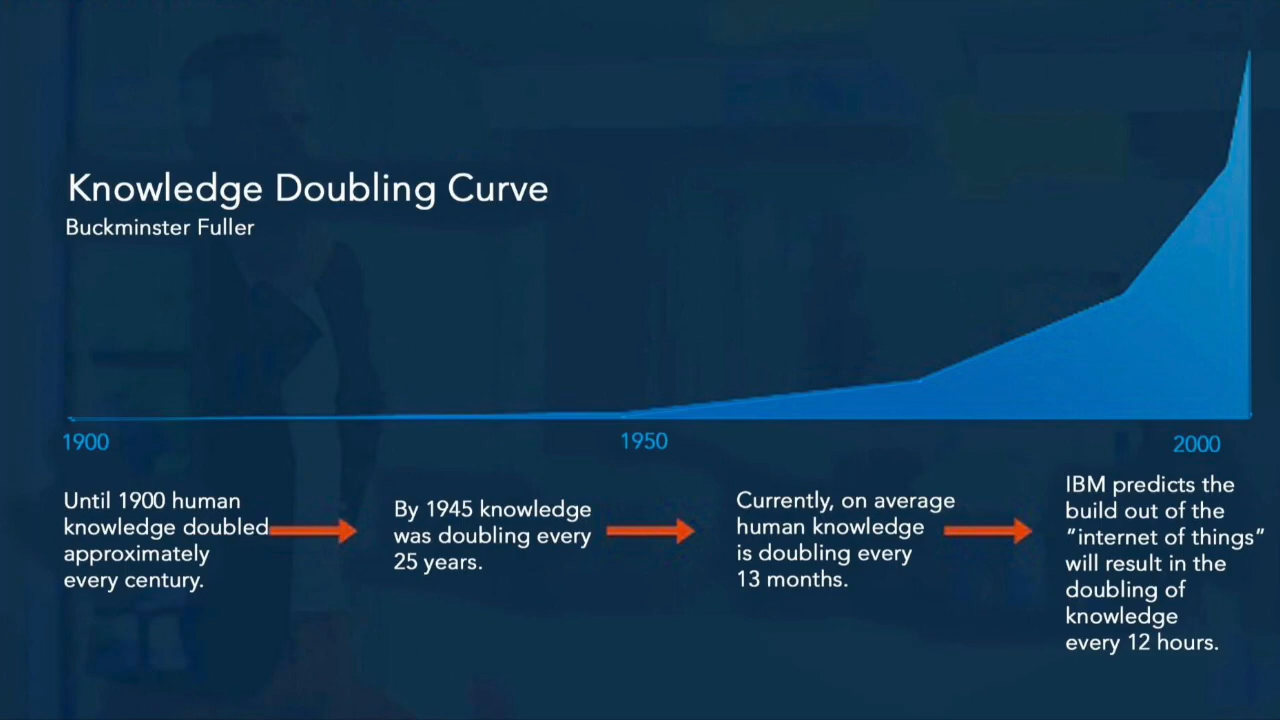 Knowledge Doubling Curve
Buckminster Fuller
1900
1950
2000
Until 1900 human
knowledge doubled
approximately
every century.
By 1945 knowledge
was doubling every
25 years.
Currently, on average
human knowledge
is doubling every
13 months.
IBM predicts the
build out of the
"internet of things"
will result in the
doubling of
knowledge
every 12 hours.